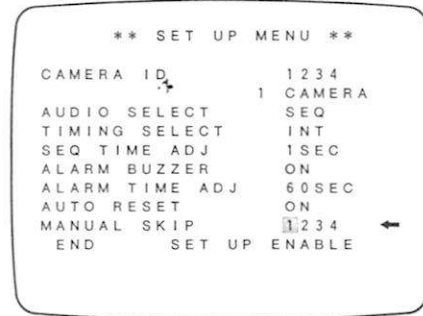 ** SET UP MENU **
CAMERA ID 1234
1 CAMERA
AUDIO SELECT SEQ
TIMING SELECT INT
SEQ TIME ADJ 1SEC
ALARM BUZZER ON
ALARM TIME ADJ 60SEC
AUTO RESET ON
MANUAL SKIP 1234
END SET UP ENABLE